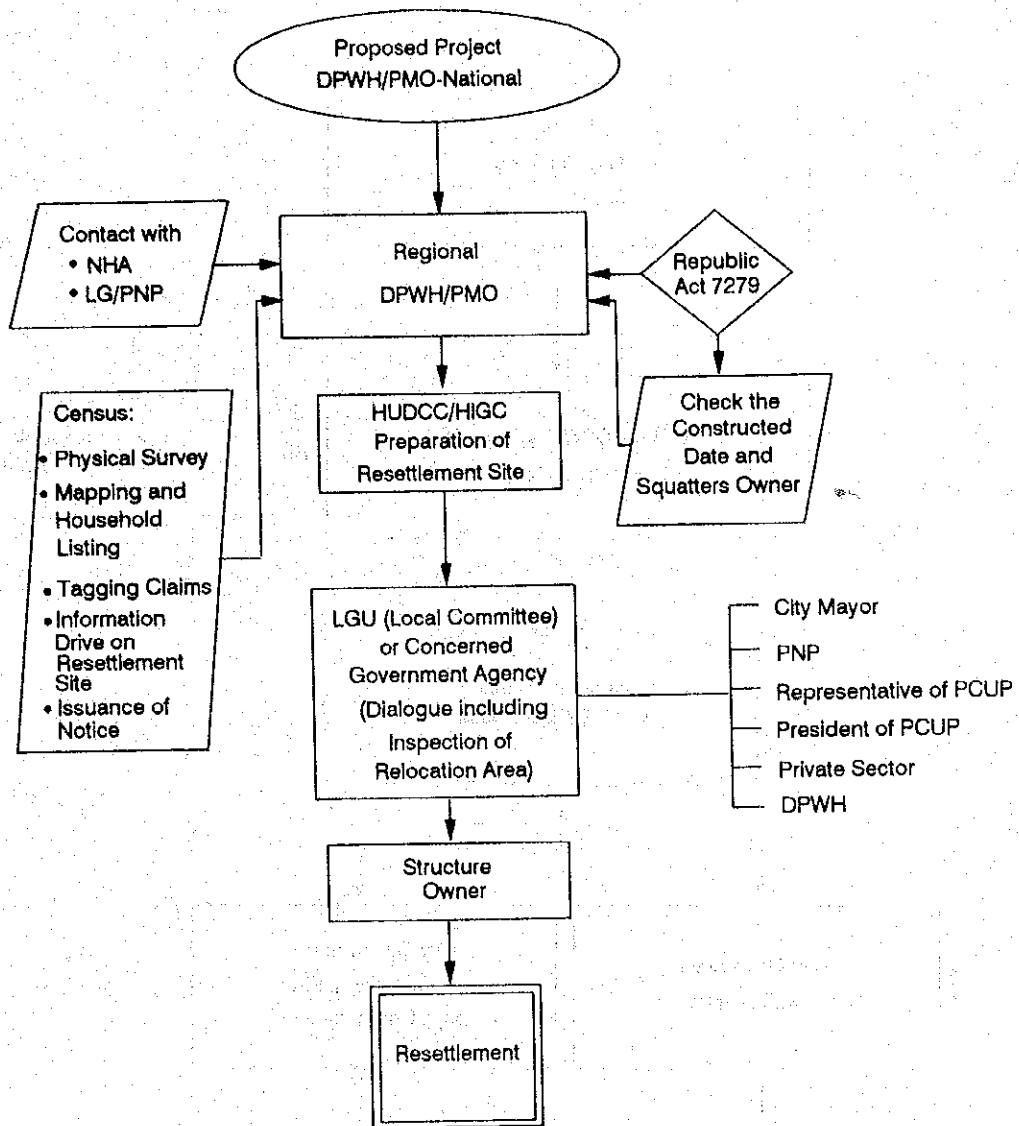 Proposed Project
DPWH/PMO-National
Contact with
• NHA
• LG/PNP
Regional
DPWH/PMO
Republic
Act 7279
Census:
• Physical Survey
• Mapping and
Household
Listing
• Tagging Claims
• Information
Drive on
Resettlement
Site
• Issuance of
Notice
HUDCC/HIGC
Preparation of
Resettlement Site
Check the
Constructed
Date and
Squatters Owner
LGU (Local Committee)
or Concerned
Government Agency
(Dialogue including
Inspection of
Relocation Area)
City Mayor
PNP
Representative of PCUP
President of PCUP
Private Sector
DPWH
Structure
Owner
Resettlement